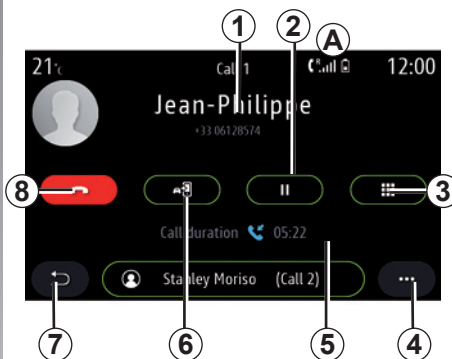 1 2 A
21°c Call 1 R 12:00
Jean-Philippe
+33 06128574
8 3
Call duration 05:22
Stanley Moriso (Call 2)
7 6 5 4